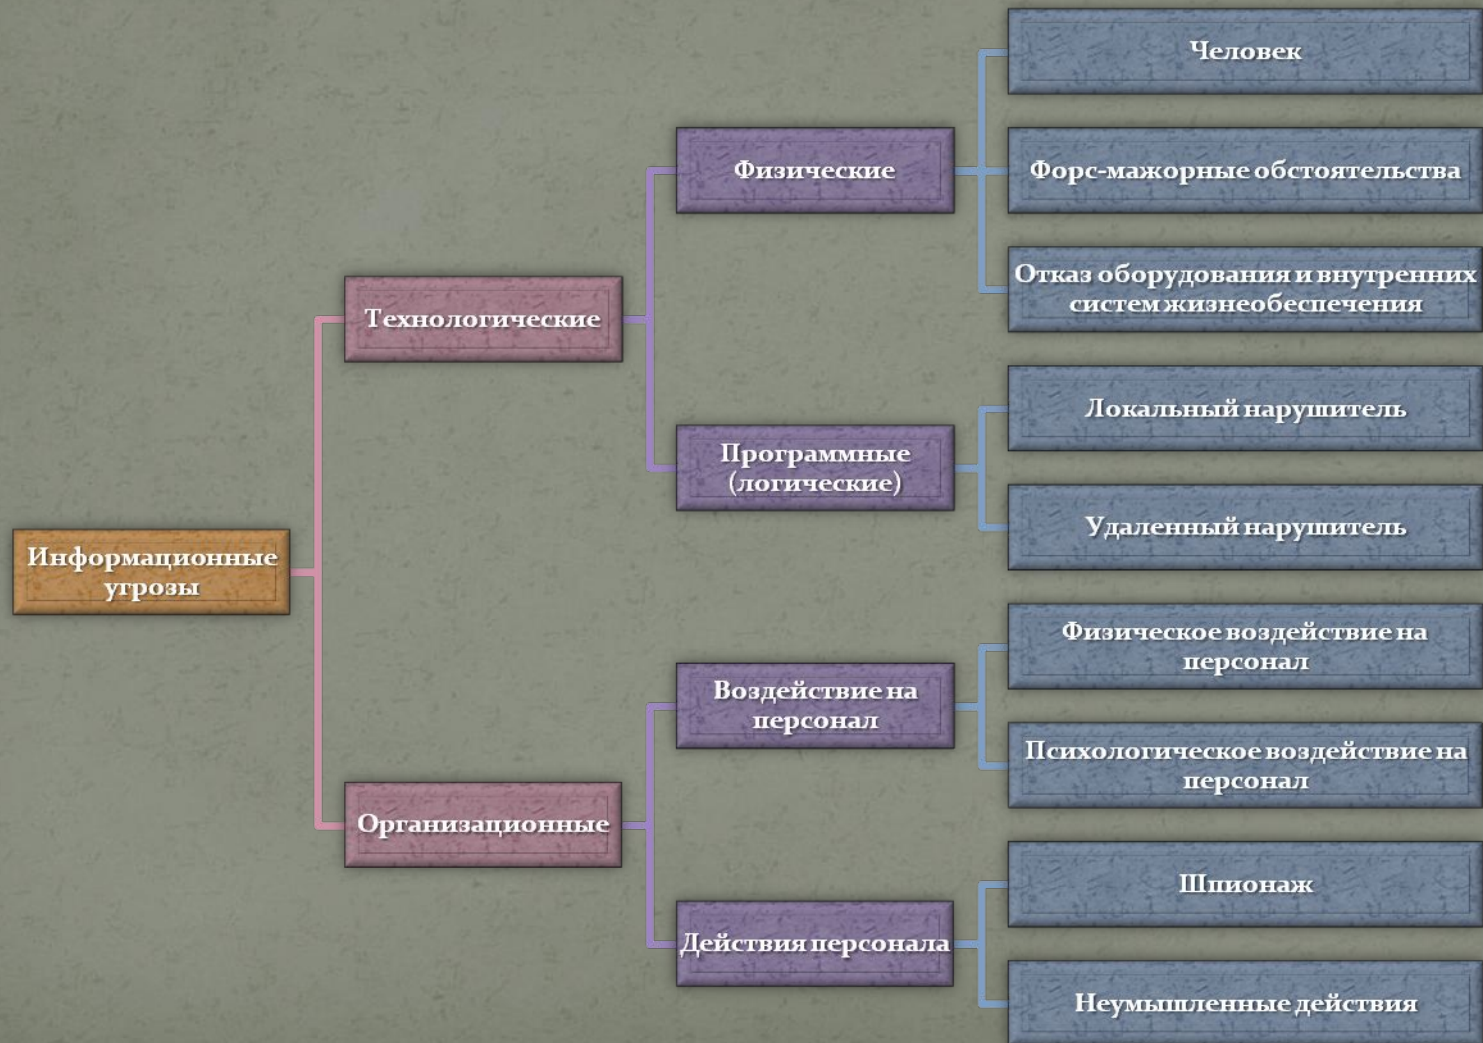 Человек
Физические
Форс-мажорные обстоятельства
Отказ оборудования и внутренних
систем жизнеобеспечения
Технологические
Локальный нарушитель
Программные
(логические)
Удаленный нарушитель
Информационные
угрозы
Физическое воздействие на
персонал
Воздействие на
персонал
Психологическое воздействие на
персонал
Организационные
Шпионаж
Действия персонала
Неумышленные действия